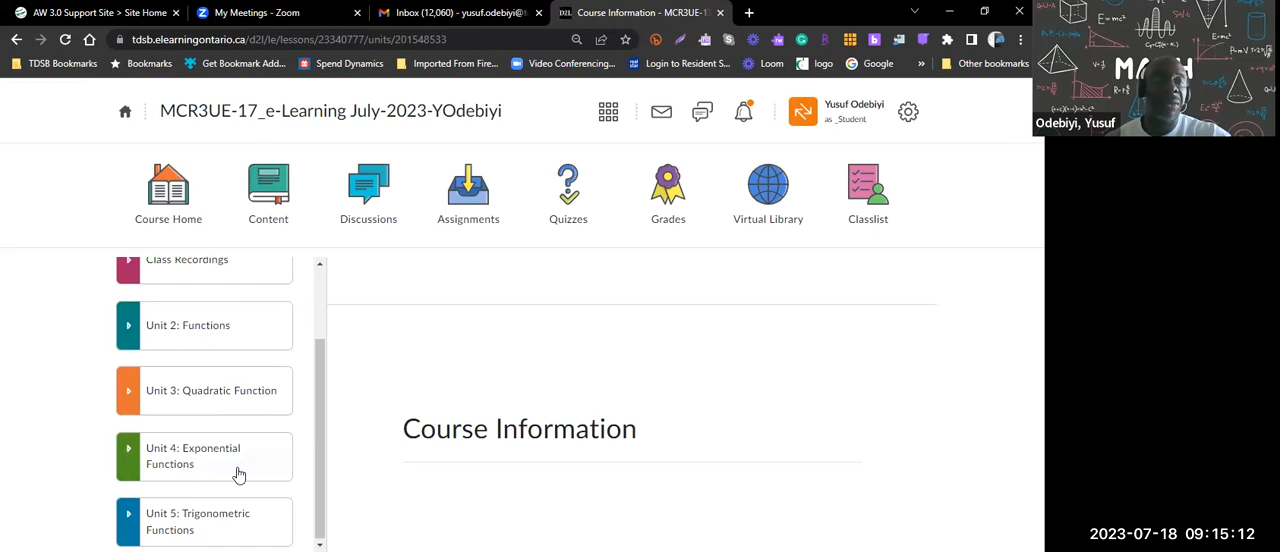 AW 3.0 Support Site > Site Home
My Meetings - Zoom
Inbox (12,060) - yusuf.odebiyi@t
Course Information - MCR3UE-17
tdsb.elearningontario.ca/d2l/le/lessons/23340777/units/201548533
TDSB Bookmarks
Bookmarks
Get Bookmark Add...
Spend Dynamics
Imported From Fire...
Video Conferencing...
Login to Resident S...
Loom
logo
Google
»
Other bookmarks
MATH
E=mc²
Odebiyi, Yusuf
MCR3UE-17_e-Learning July-2023-YOdebiyi
Yusuf Odebiyi
as _Student
Course Home
Content
Discussions
Assignments
Quizzes
Grades
Virtual Library
Classlist
Class Recordings
Unit 2: Functions
Unit 3: Quadratic Function
Unit 4: Exponential
Functions
Unit 5: Trigonometric
Functions
Course Information
2023-07-18 09:15:12